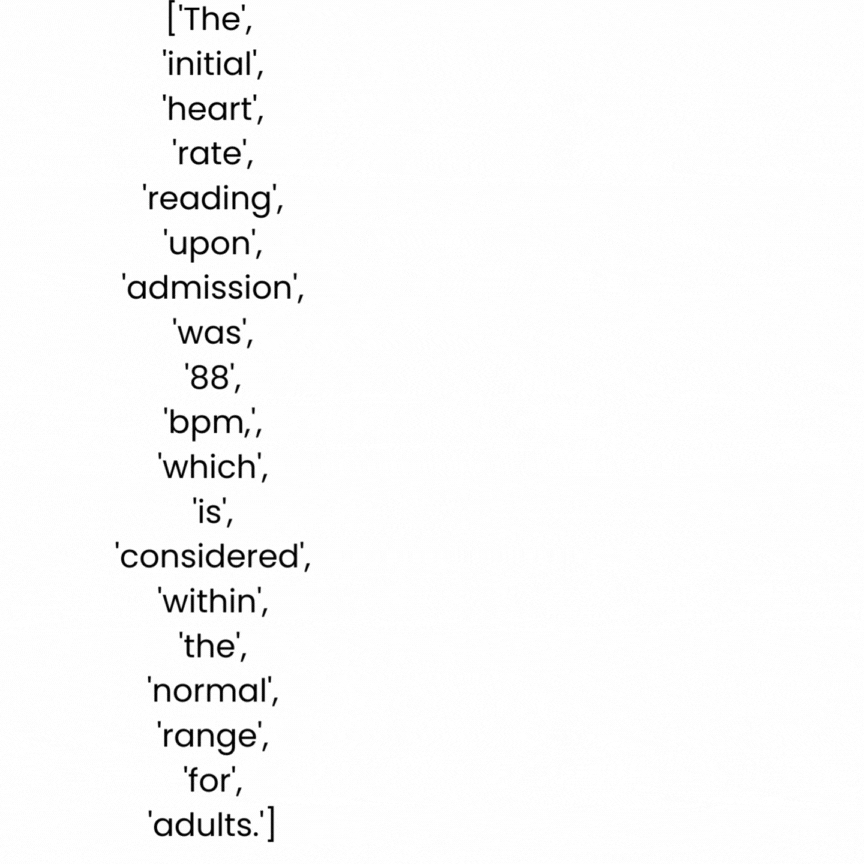 ['The',
'initial',
'heart',
'rate',
'reading',
'upon',
'admission',
'was',
'88',
'bpm,',
'which',
'is',
'considered',
'within',
'the',
'normal',
'range',
'for',
'adults.']